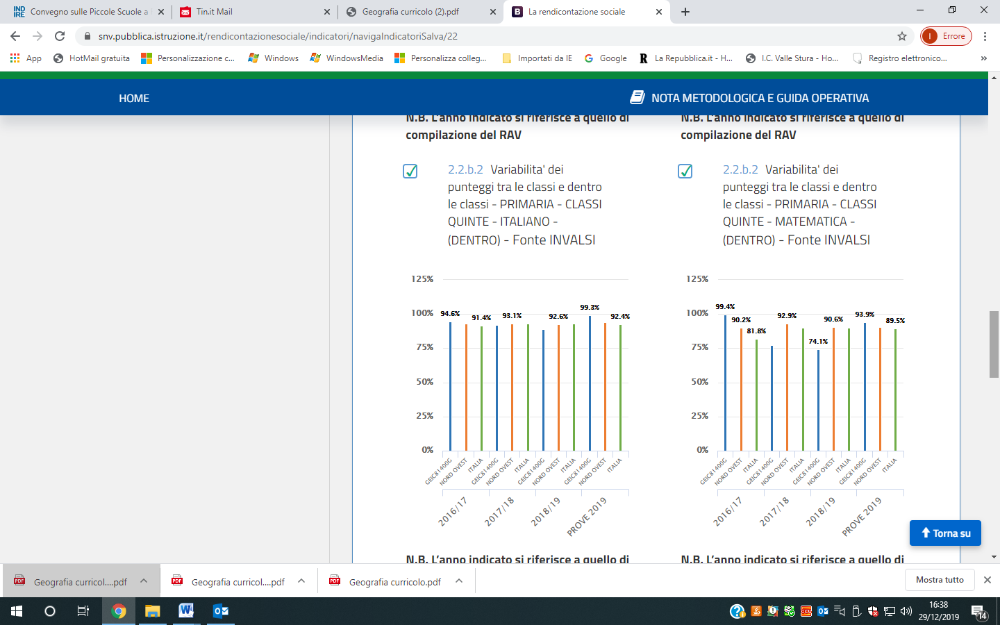 Convegno sulle Piccole Scuole a
Tin.it Mail
Geografia curricolo (2).pdf
La rendicontazione sociale
snv.pubblica.istruzione.it/rendicontazionesociale/indicatori/navigaIndicatoriSalva/22
I Errore
App
HotMail gratuita
Personalizzazione c...
Windows
WindowsMedia
Personalizza colleg...
Importati da IE
Google
La Repubblica.it - H...
I.C. Valle Stura - Ho...
Registro elettronico...
HOME
NOTA METODOLOGICA E GUIDA OPERATIVA
N.B. L'anno indicato si riferisce a quello di
compilazione del RAV
2.2.b.2 Variabilita' dei
punteggi tra le classi e dentro
le classi - PRIMARIA - CLASSI
QUINTE - ITALIANO -
(DENTRO) - Fonte INVALSI
125%
100%
75%
50%
25%
0%
94.6%
91.4%
93.1%
92.6%
99.3%
92.4%
GEIC81400G
NORD OVEST
ITALIA
GEIC81400G
NORD OVEST
ITALIA
GEIC81400G
NORD OVEST
ITALIA
GEIC81400G
NORD OVEST
ITALIA
2016/17
2017/18
2018/19
PROVE 2019
N.B. L'anno indicato si riferisce a quello di
N.B. L'anno indicato si riferisce a quello di
compilazione del RAV
2.2.b.2 Variabilita' dei
punteggi tra le classi e dentro
le classi - PRIMARIA - CLASSI
QUINTE - MATEMATICA -
(DENTRO) - Fonte INVALSI
125%
100%
75%
50%
25%
0%
99.4%
90.2%
81.8%
92.9%
74.1%
90.6%
93.9%
89.5%
GEIC81400G
NORD OVEST
ITALIA
GEIC81400G
NORD OVEST
ITALIA
GEIC81400G
NORD OVEST
ITALIA
GEIC81400G
NORD OVEST
ITALIA
2016/17
2017/18
2018/19
PROVE 2019
N.B. L'anno indicato si riferisce a quello di
Torna su
Geografia curricol....pdf
Geografia curricol....pdf
Geografia curricolo.pdf
Mostra tutto
16:38
29/12/2019
14